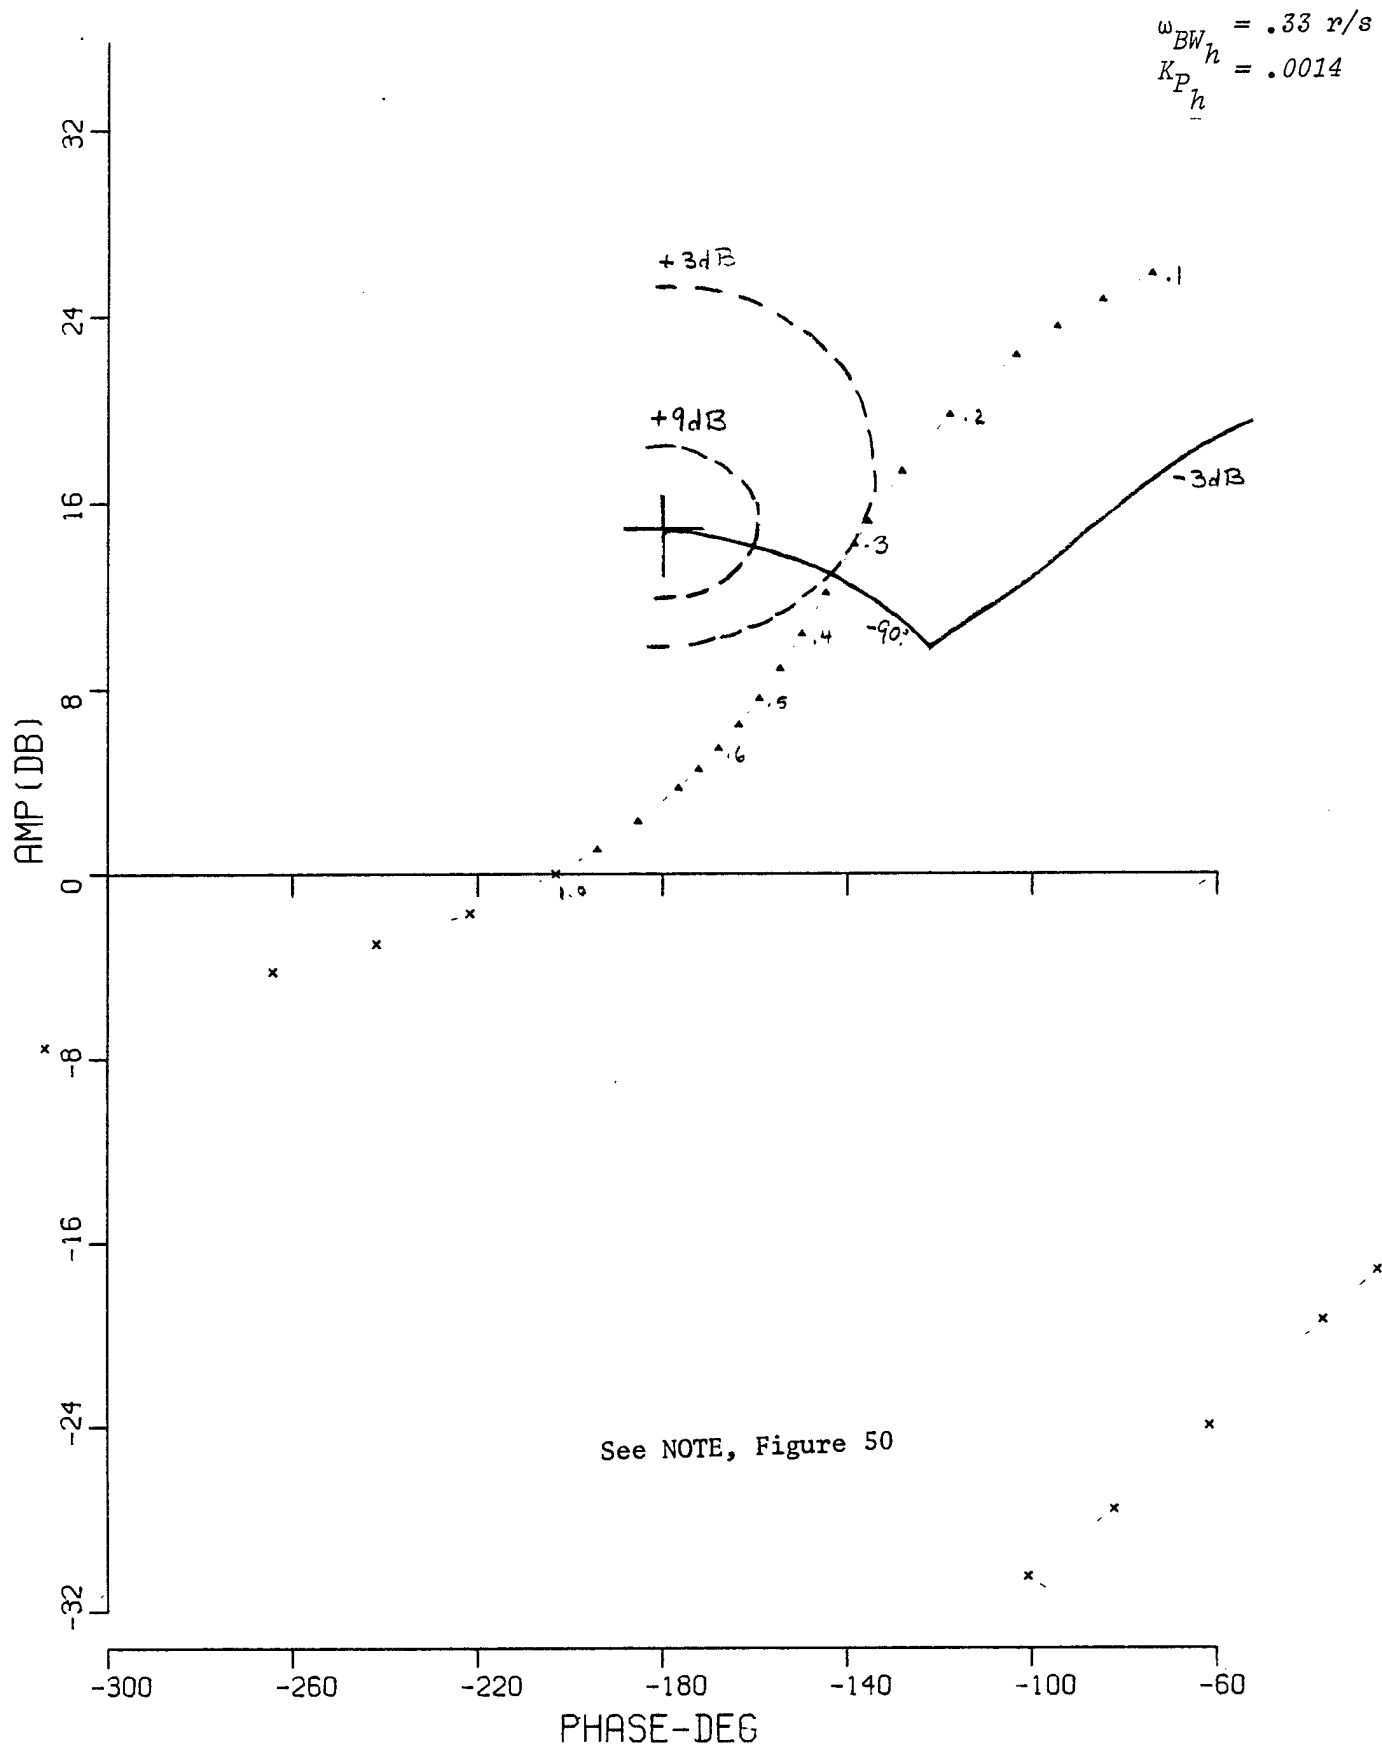 ω_BW_h = .33 r/s
K_P_h = .0014
32
+3dB
.1
24
+9dB
.2
-3dB
16
.3
-90°
.4
8
.5
.6
AMP(DB)
0
1.0
-8
-16
-24
See NOTE, Figure 50
-32
-300 -260 -220 -180 -140 -100 -60
PHASE-DEG